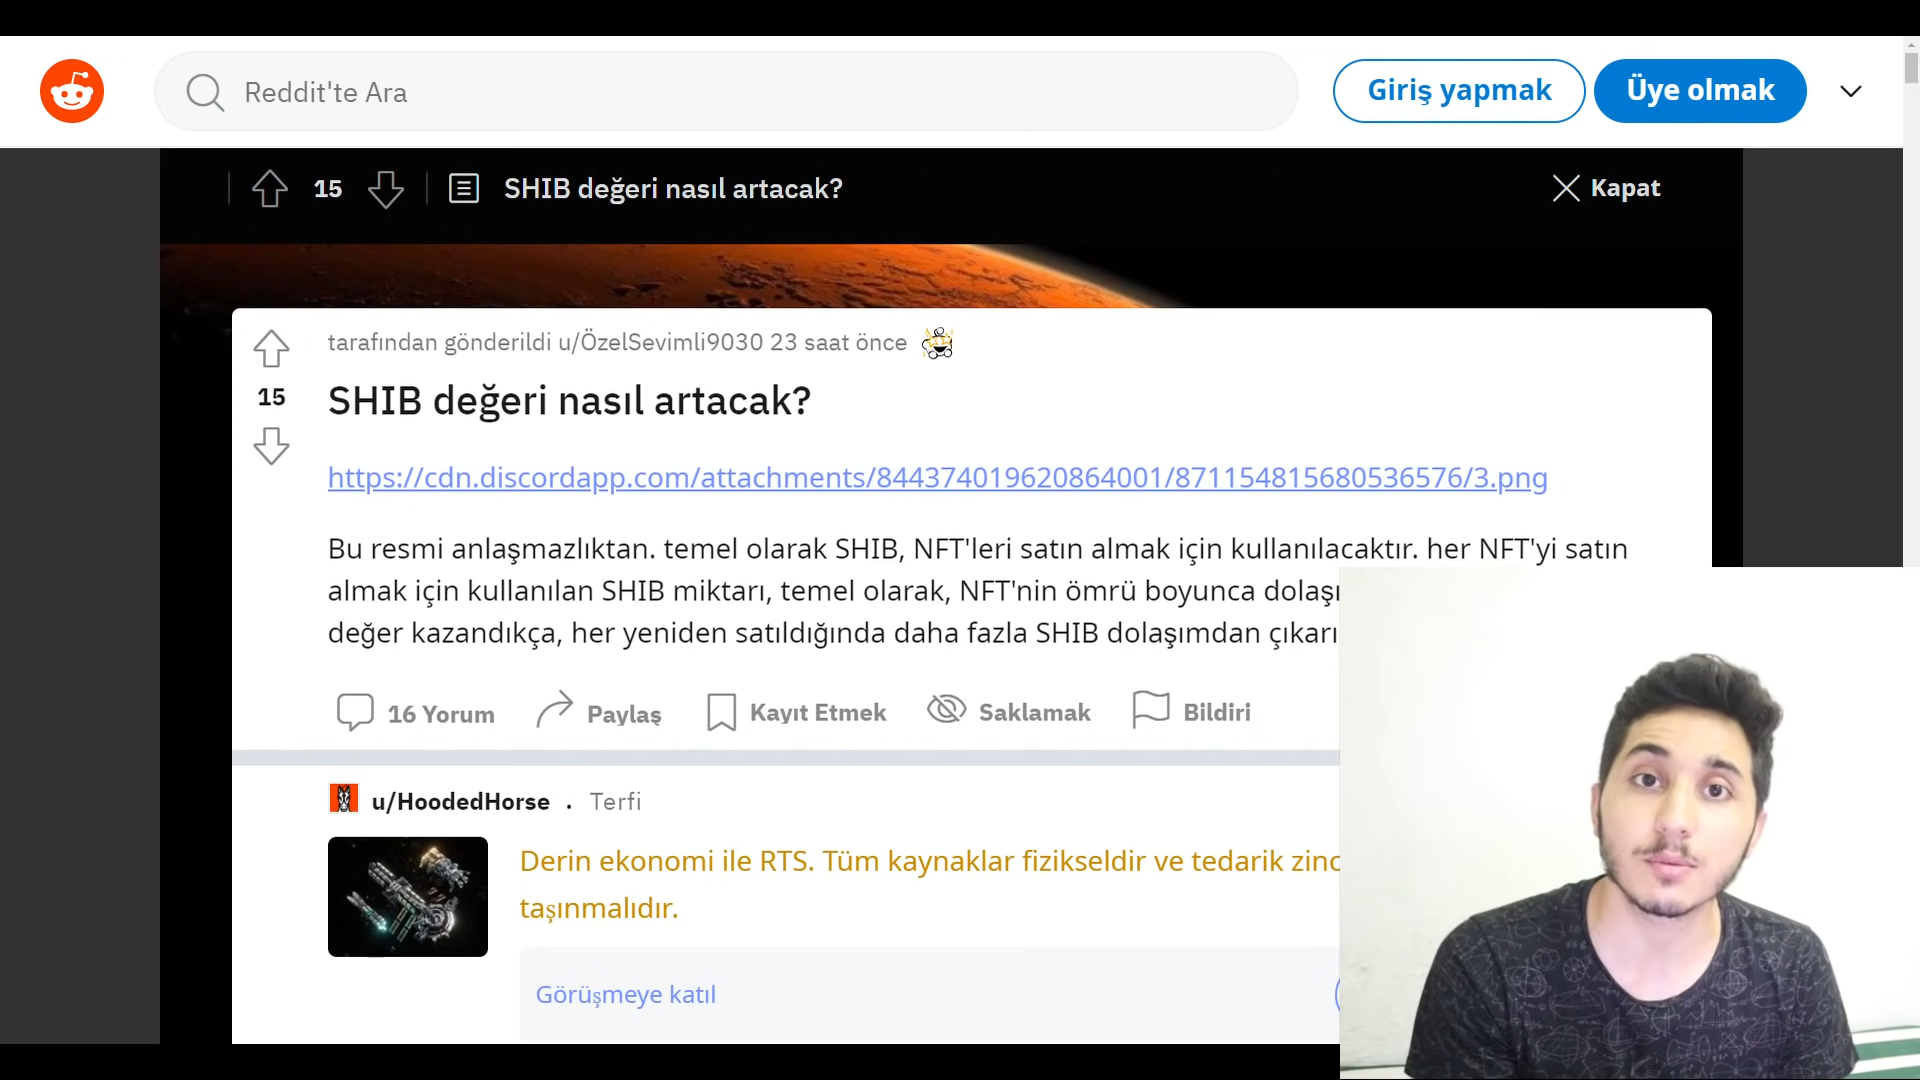 Reddit'te Ara
Giriş yapmak
Üye olmak
15
SHIB değeri nasıl artacak?
Kapat
tarafından gönderildi u/ÖzelSevimli9030 23 saat önce
15
SHIB değeri nasıl artacak?
https://cdn.discordapp.com/attachments/844374019620864001/871154815680536576/3.png
Bu resmi anlaşmazlıktan. temel olarak SHIB, NFT'leri satın almak için kullanılacaktır. her NFT'yi satın
almak için kullanılan SHIB miktarı, temel olarak, NFT'nin ömrü boyunca
değer kazandıkça, her yeniden satıldığında daha fazla SHIB dolaşımdan
16 Yorum
Paylaş
Kayıt Etmek
Saklamak
Bildiri
u/HoodedHorse . Terfi
Derin ekonomi ile RTS. Tüm kaynaklar fizikseldir ve tedarik
taşınmalıdır.
Görüşmeye katıl